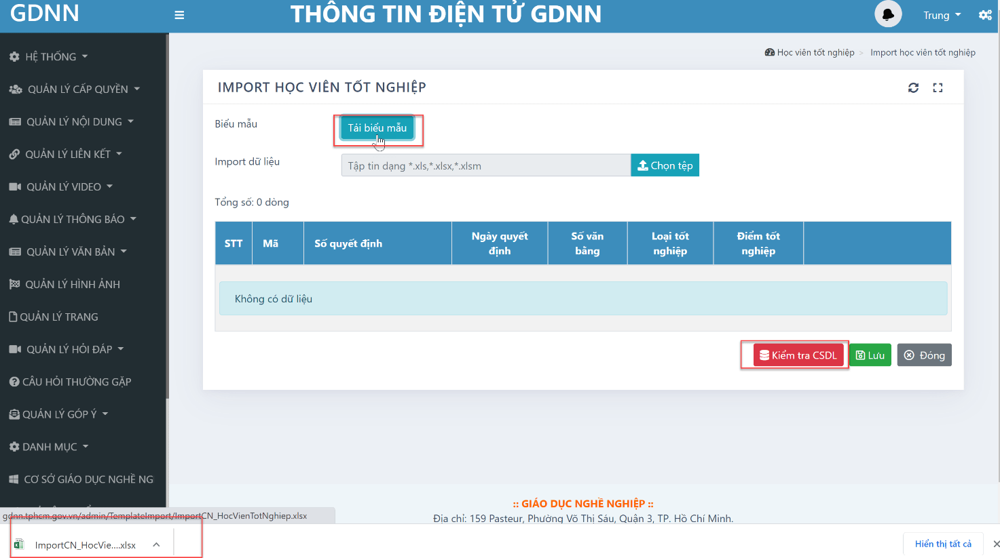 GDNN
THÔNG TIN ĐIỆN TỬ GDNN
Trung
HỆ THỐNG
QUẢN LÝ CẤP QUYỀN
QUẢN LÝ NỘI DUNG
QUẢN LÝ LIÊN KẾT
QUẢN LÝ VIDEO
QUẢN LÝ THÔNG BÁO
QUẢN LÝ VĂN BẢN
QUẢN LÝ HÌNH ẢNH
QUẢN LÝ TRANG
QUẢN LÝ HỎI ĐÁP
CÂU HỎI THƯỜNG GẶP
QUẢN LÝ GÓP Ý
DANH MỤC
CƠ SỞ GIÁO DỤC NGHỀ
Học viên tốt nghiệp > Import học viên tốt nghiệp
IMPORT HỌC VIÊN TỐT NGHIỆP
Biểu mẫu
Tải biểu mẫu
Import dữ liệu
Tập tin dạng *.xls,*.xlsx,*.xlsm
Chọn tệp
Tổng số: 0 dòng
STT
Mã
Số quyết định
Ngày quyết
định
Số văn
bằng
Loại tốt
nghiệp
Điểm tốt
nghiệp
Không có dữ liệu
Kiểm tra CSDL
Lưu
Đóng
:: GIÁO DỤC NGHỀ NGHIỆP ::
Địa chỉ: 159 Pasteur, Phường Võ Thị Sáu, Quận 3, TP. Hồ Chí Minh.
gdnn.tphcm.gov.vn/admin/TemplateImport/ImportCN_HocVienTotNghiep.xlsx
ImportCN_HocVie....xlsx
Hiển thị tất cả